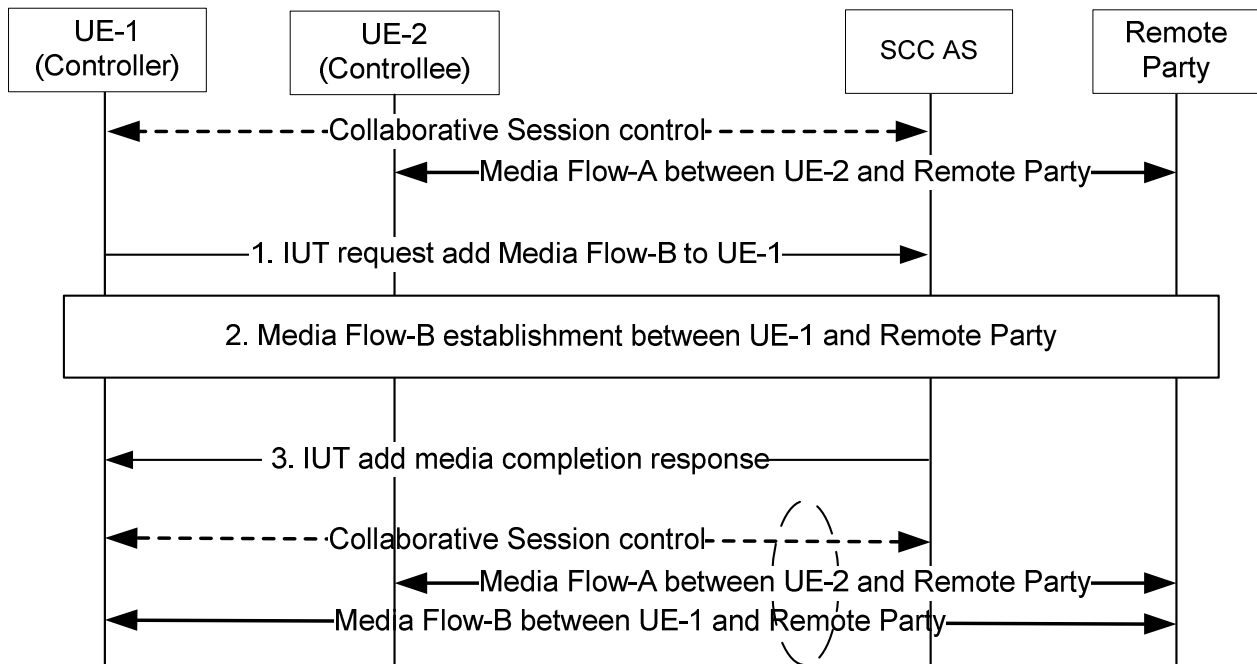 UE-1
(Controller)
UE-2
(Controllee)
SCC AS
Remote
Party
Collaborative Session control
Media Flow-A between UE-2 and Remote Party
1. IUT request add Media Flow-B to UE-1
2. Media Flow-B establishment between UE-1 and Remote Party
3. IUT add media completion response
Collaborative Session control
Media Flow-A between UE-2 and Remote Party
Media Flow-B between UE-1 and Remote Party